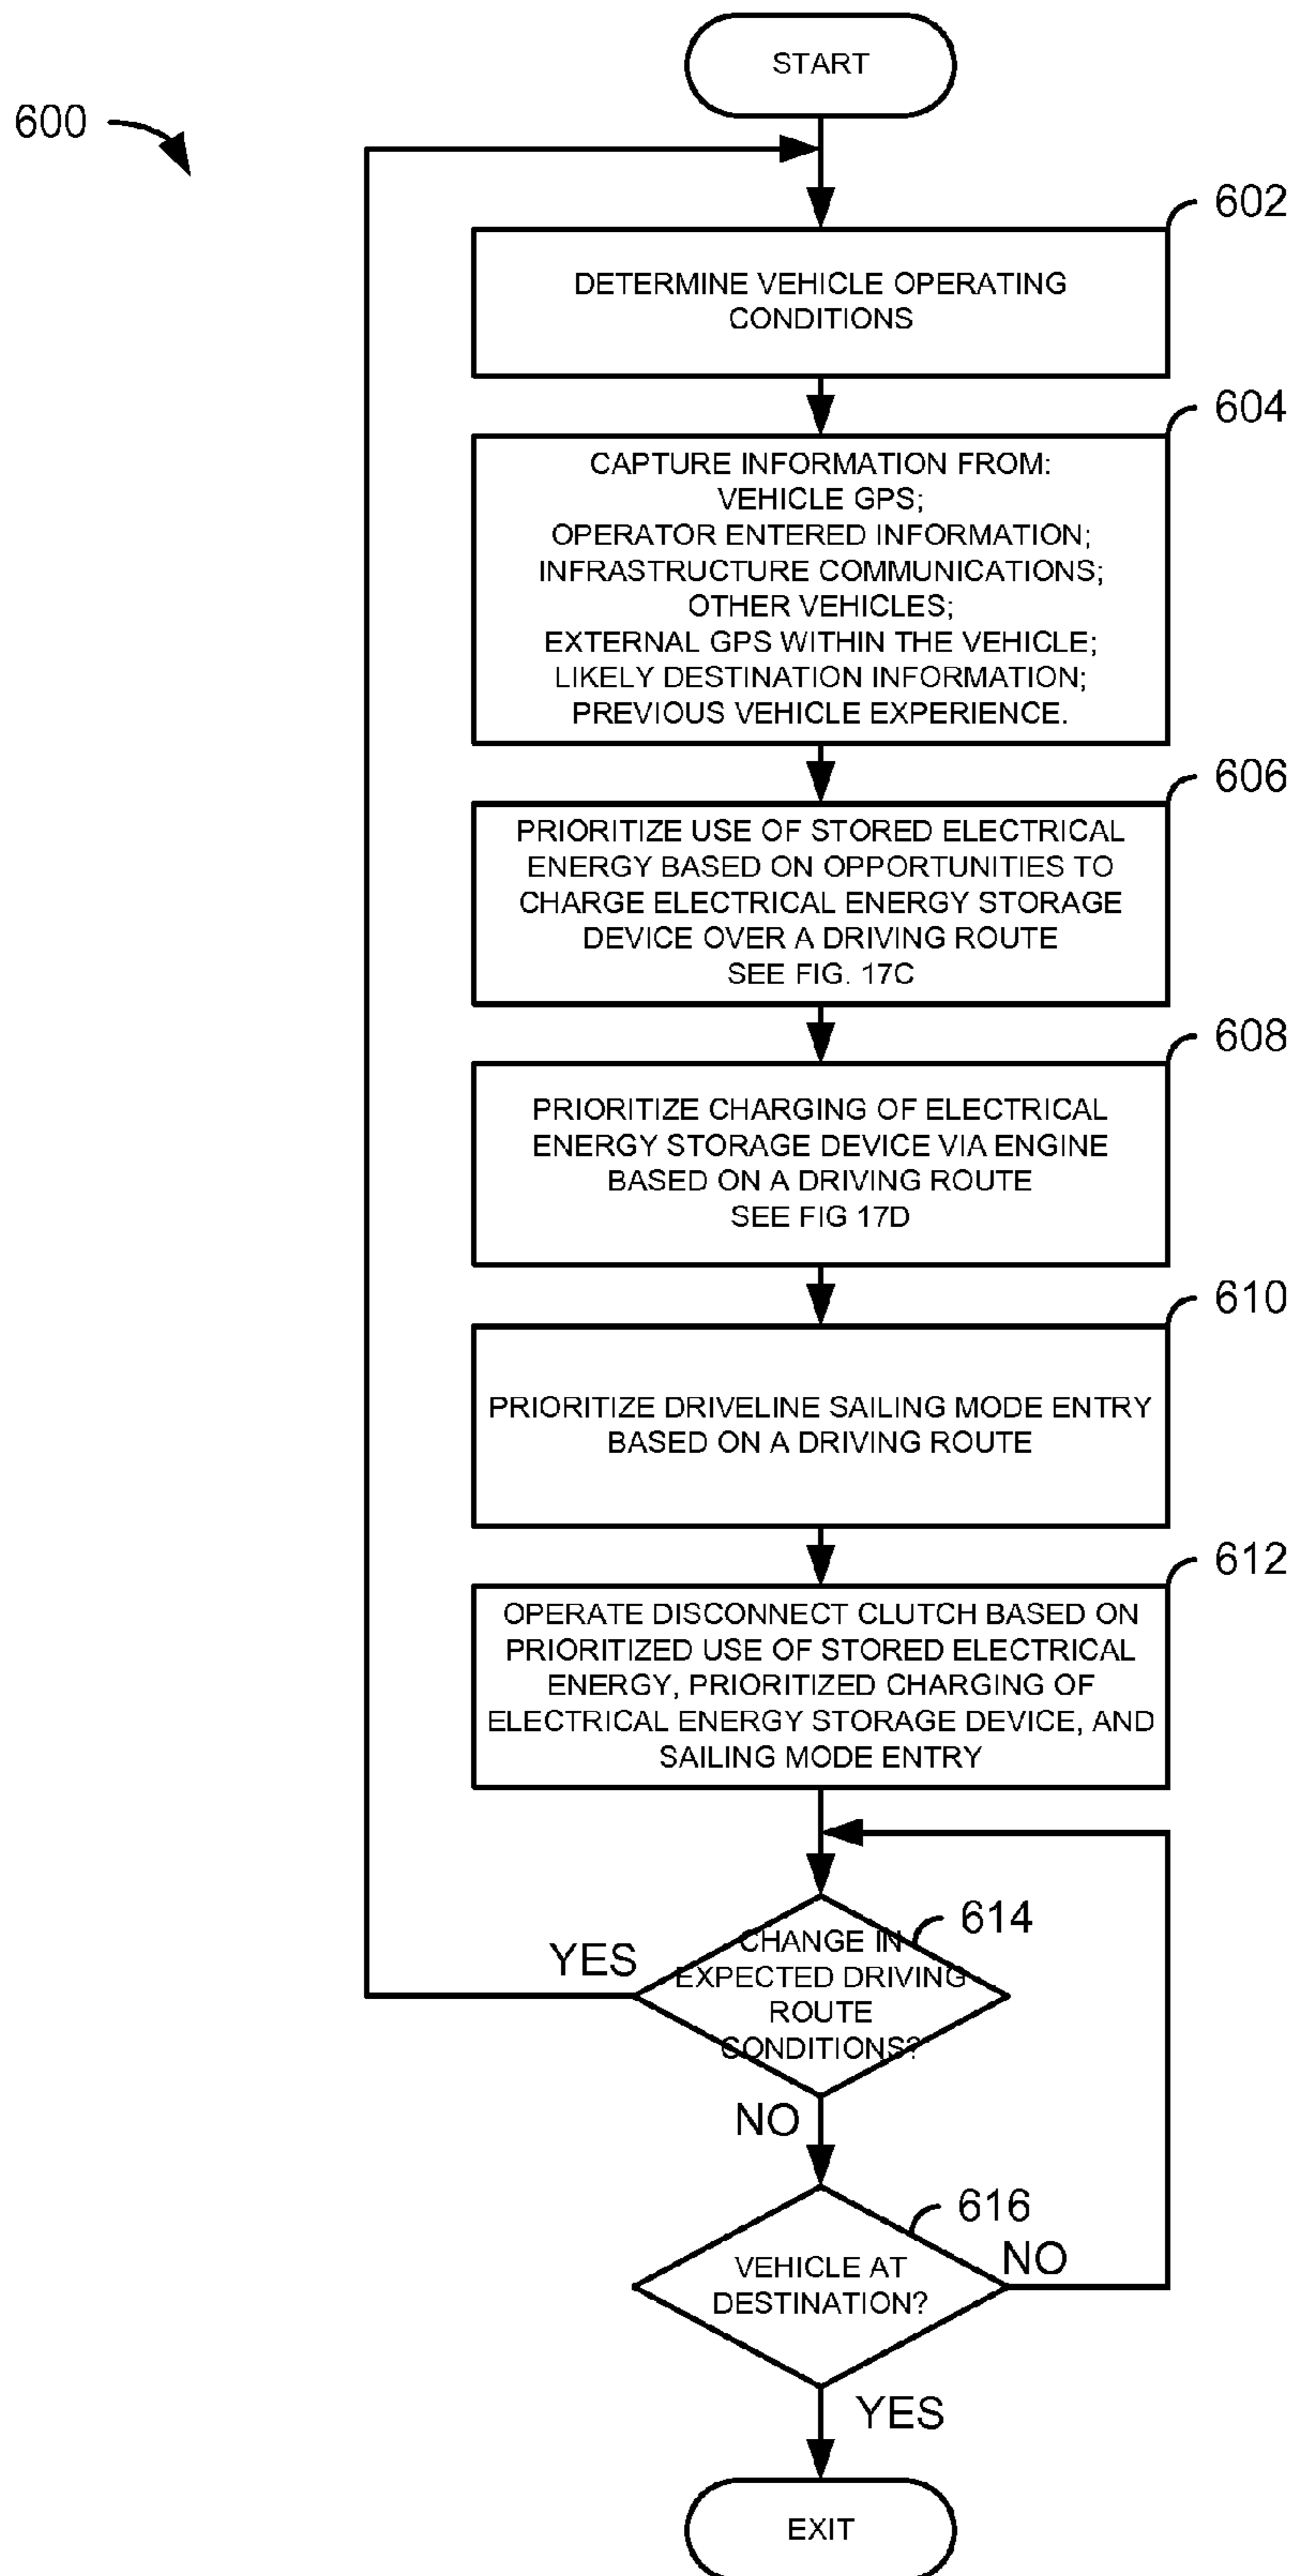 START
600
602
DETERMINE VEHICLE OPERATING
CONDITIONS
604
CAPTURE INFORMATION FROM:
VEHICLE GPS;
OPERATOR ENTERED INFORMATION;
INFRASTRUCTURE COMMUNICATIONS;
OTHER VEHICLES;
EXTERNAL GPS WITHIN THE VEHICLE;
LIKELY DESTINATION INFORMATION;
PREVIOUS VEHICLE EXPERIENCE.
606
PRIORITIZE USE OF STORED ELECTRICAL
ENERGY BASED ON OPPORTUNITIES TO
CHARGE ELECTRICAL ENERGY STORAGE
DEVICE OVER A DRIVING ROUTE
SEE FIG. 17C
608
PRIORITIZE CHARGING OF ELECTRICAL
ENERGY STORAGE DEVICE VIA ENGINE
BASED ON A DRIVING ROUTE
SEE FIG 17D
610
PRIORITIZE DRIVELINE SAILING MODE ENTRY
BASED ON A DRIVING ROUTE
612
OPERATE DISCONNECT CLUTCH BASED ON
PRIORITIZED USE OF STORED ELECTRICAL
ENERGY, PRIORITIZED CHARGING OF
ELECTRICAL ENERGY STORAGE DEVICE, AND
SAILING MODE ENTRY
614
YES
CHANGE IN
EXPECTED DRIVING
ROUTE
CONDITIONS?
NO
616
NO
VEHICLE AT
DESTINATION?
YES
EXIT